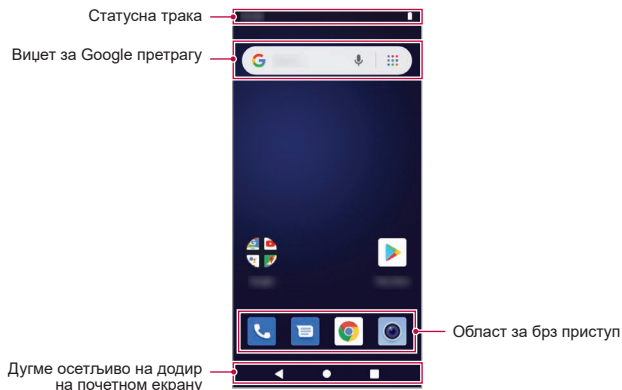 Статусна трака
Виџет за Google претрагу
Област за брз приступ
Дугме осетљиво на додир
на почетном екрану